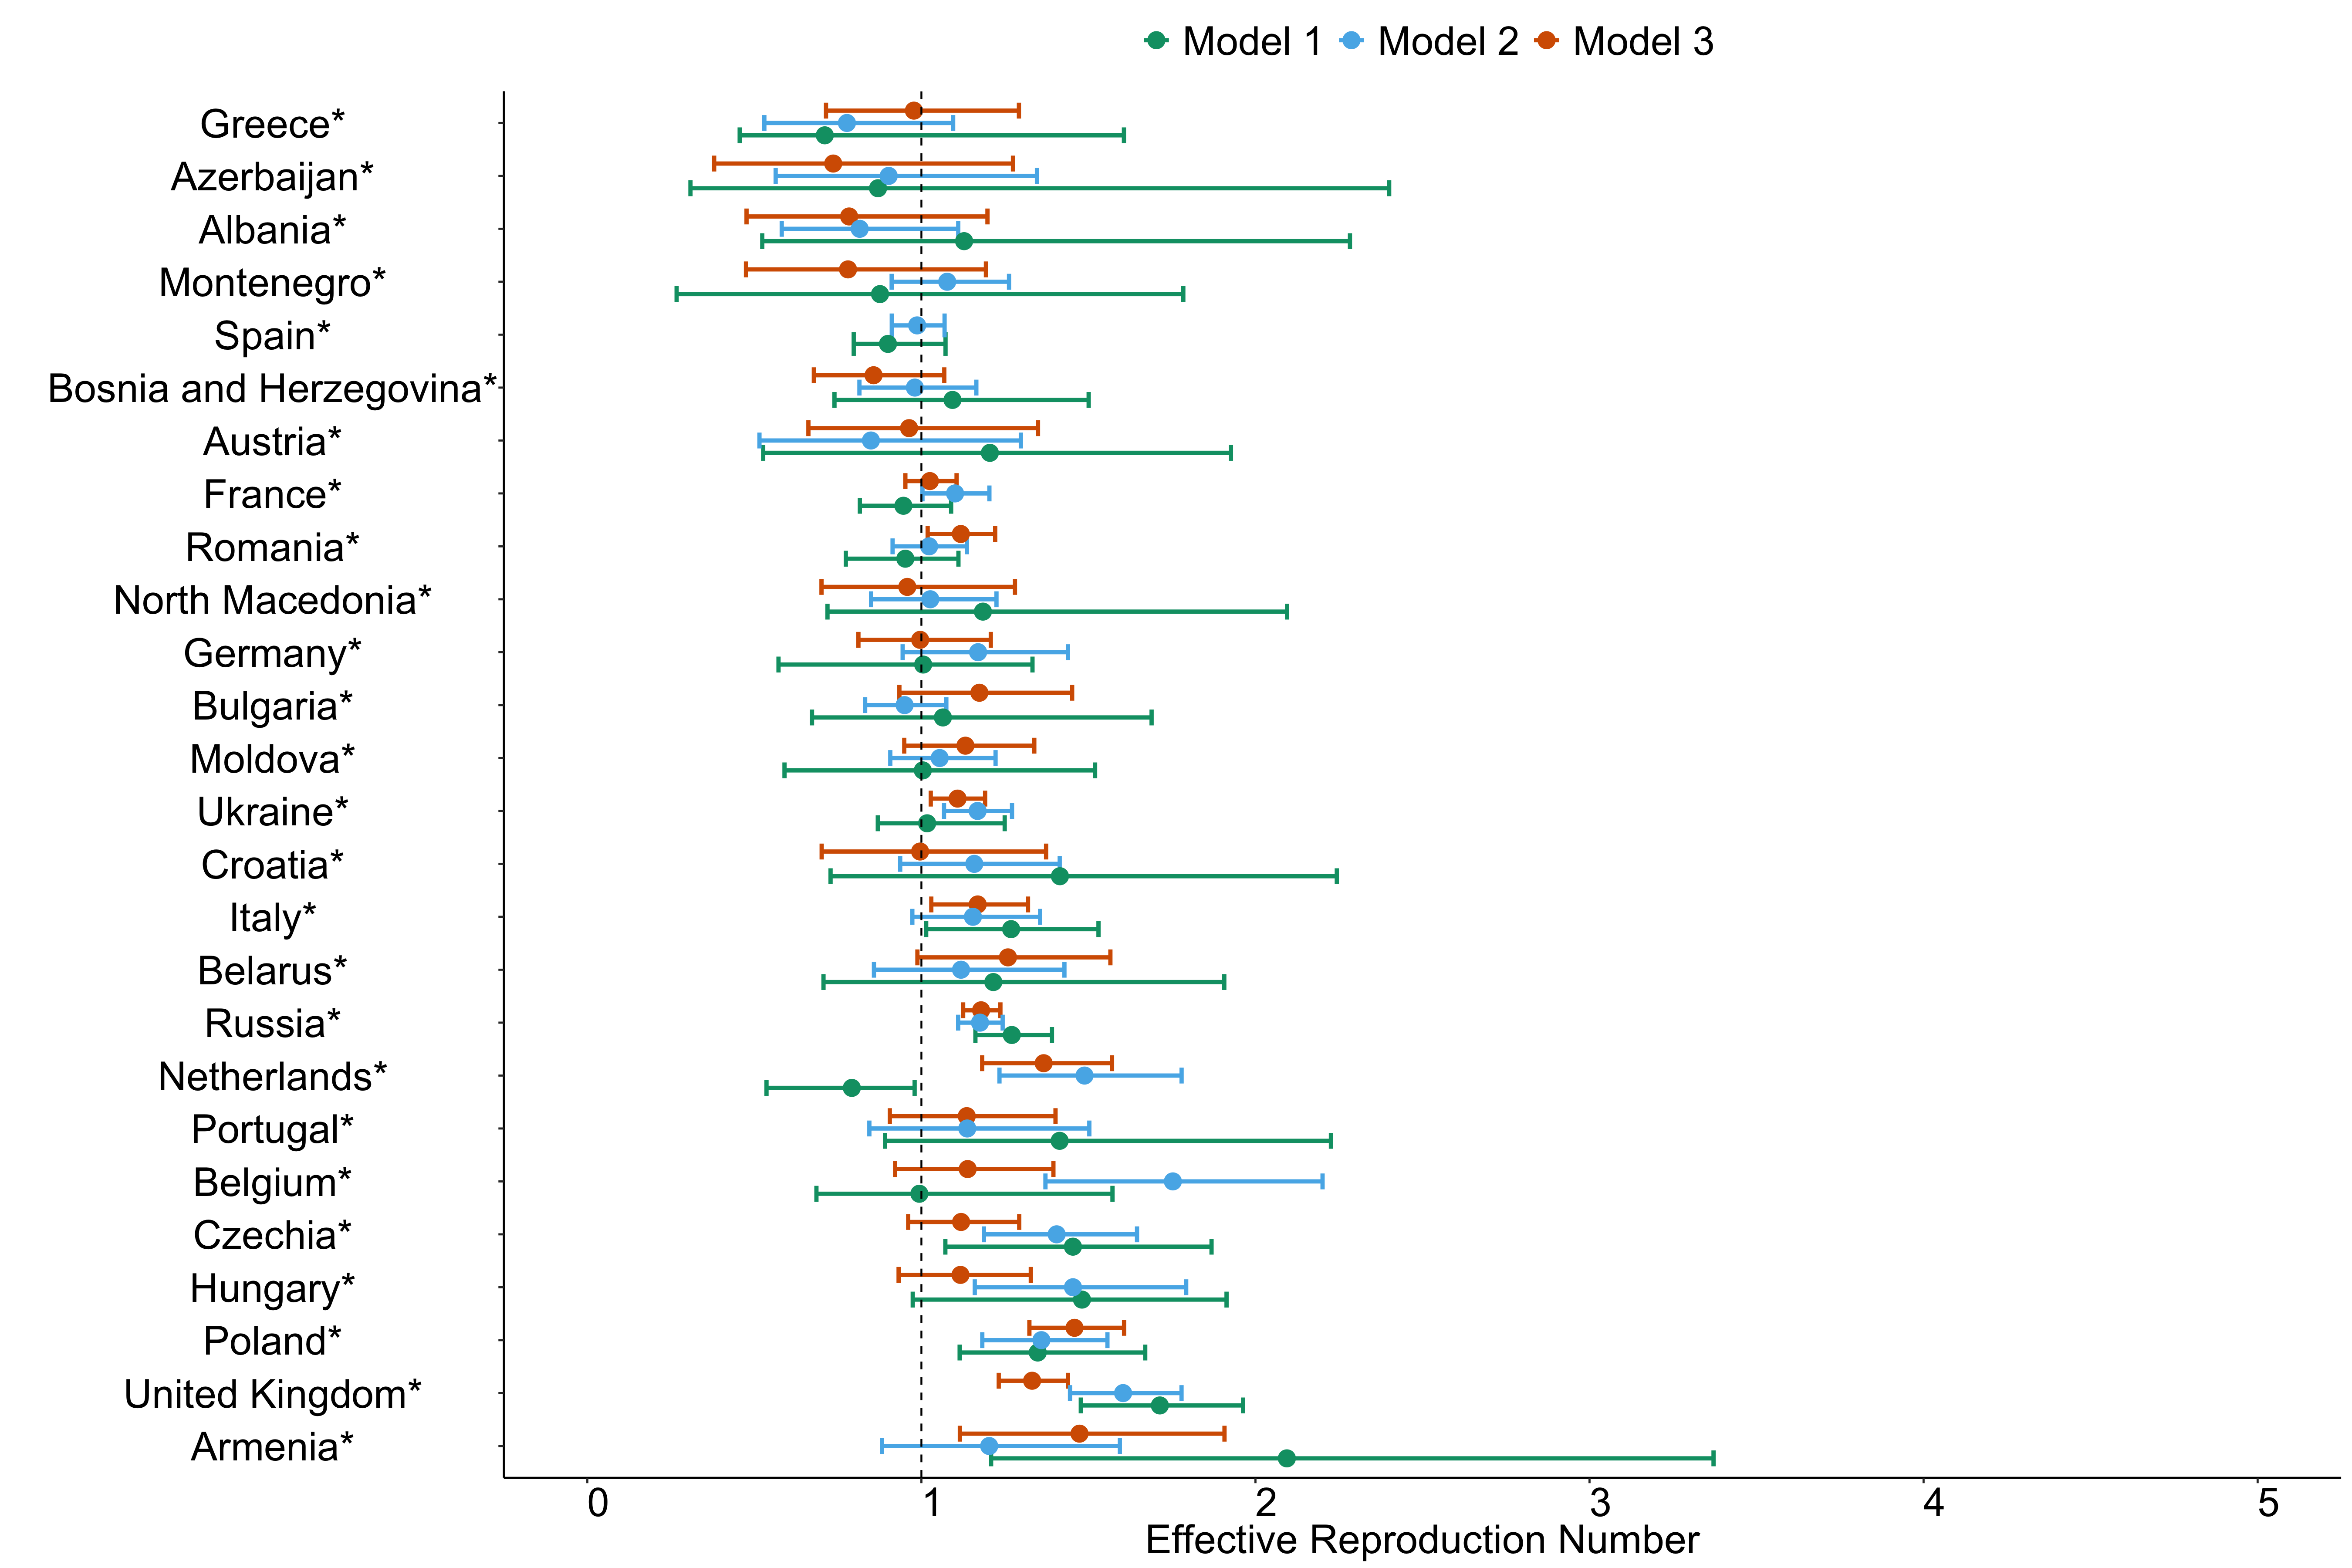 Model 1 Model 2 Model 3
Greece*
Azerbaijan*
Albania*
Montenegro*
Spain*
Bosnia and Herzegovina*
Austria*
France*
Romania*
North Macedonia*
Germany*
Bulgaria*
Moldova*
Ukraine*
Croatia*
Italy*
Belarus*
Russia*
Netherlands*
Portugal*
Belgium*
Czechia*
Hungary*
Poland*
United Kingdom*
Armenia*
0 1 2 3 4 5
Effective Reproduction Number